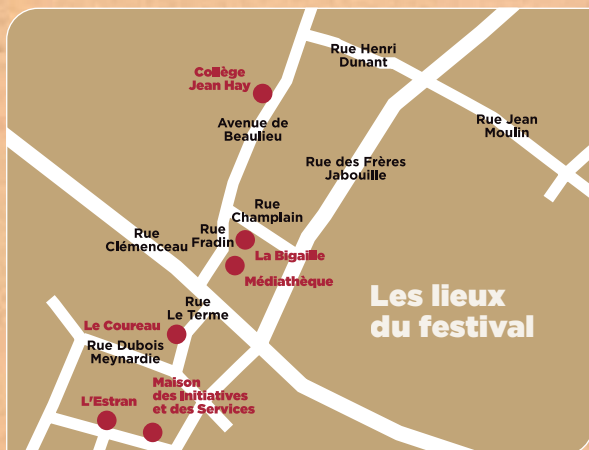 Rue Henri
Dunant
Collège
Jean Hay
Avenue de
Beaulieu
Rue Jean
Moulin
Rue des Frères
Jabouille
Rue
Champlain
Rue
Fradin
Rue
Clémenceau
La Bigaille
Médiathèque
Les lieux
du festival
Rue
Le Terme
Le Coureau
Rue Dubois
Meynardie
Maison
des Initiatives
et des Services
L'Estran